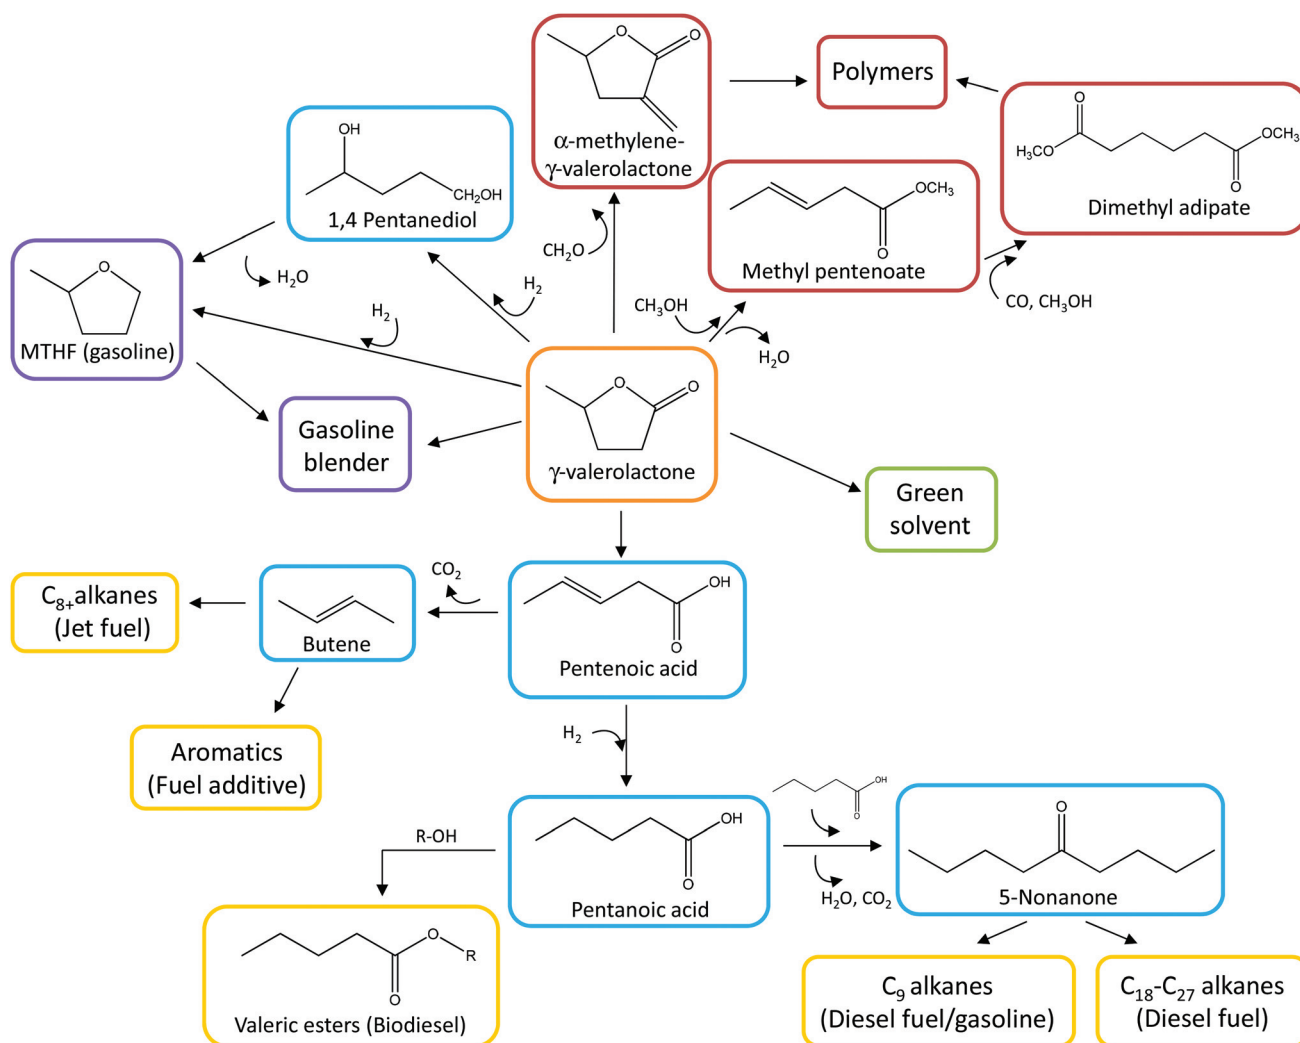 O
O
α-methylene-
γ-valerolactone
Polymers
O
H₃CO
OCH₃
O
Dimethyl adipate
OH
CH₂OH
1,4 Pentanediol
OCH₃
O
Methyl pentenoate
CH₂O
H₂O
H₂
CH₃OH
CO, CH₃OH
H₂O
O
MTHF (gasoline)
H₂
O
O
γ-valerolactone
Gasoline
blender
Green
solvent
CO₂
C₈₊alkanes
(Jet fuel)
Butene
OH
O
Pentenoic acid
Aromatics
(Fuel additive)
H₂
OH
O
R-OH
OH
O
Pentanoic acid
H₂O, CO₂
O
5-Nonanone
O
R
O
Valeric esters (Biodiesel)
C₉ alkanes
(Diesel fuel/gasoline)
C₁₈-C₂₇ alkanes
(Diesel fuel)